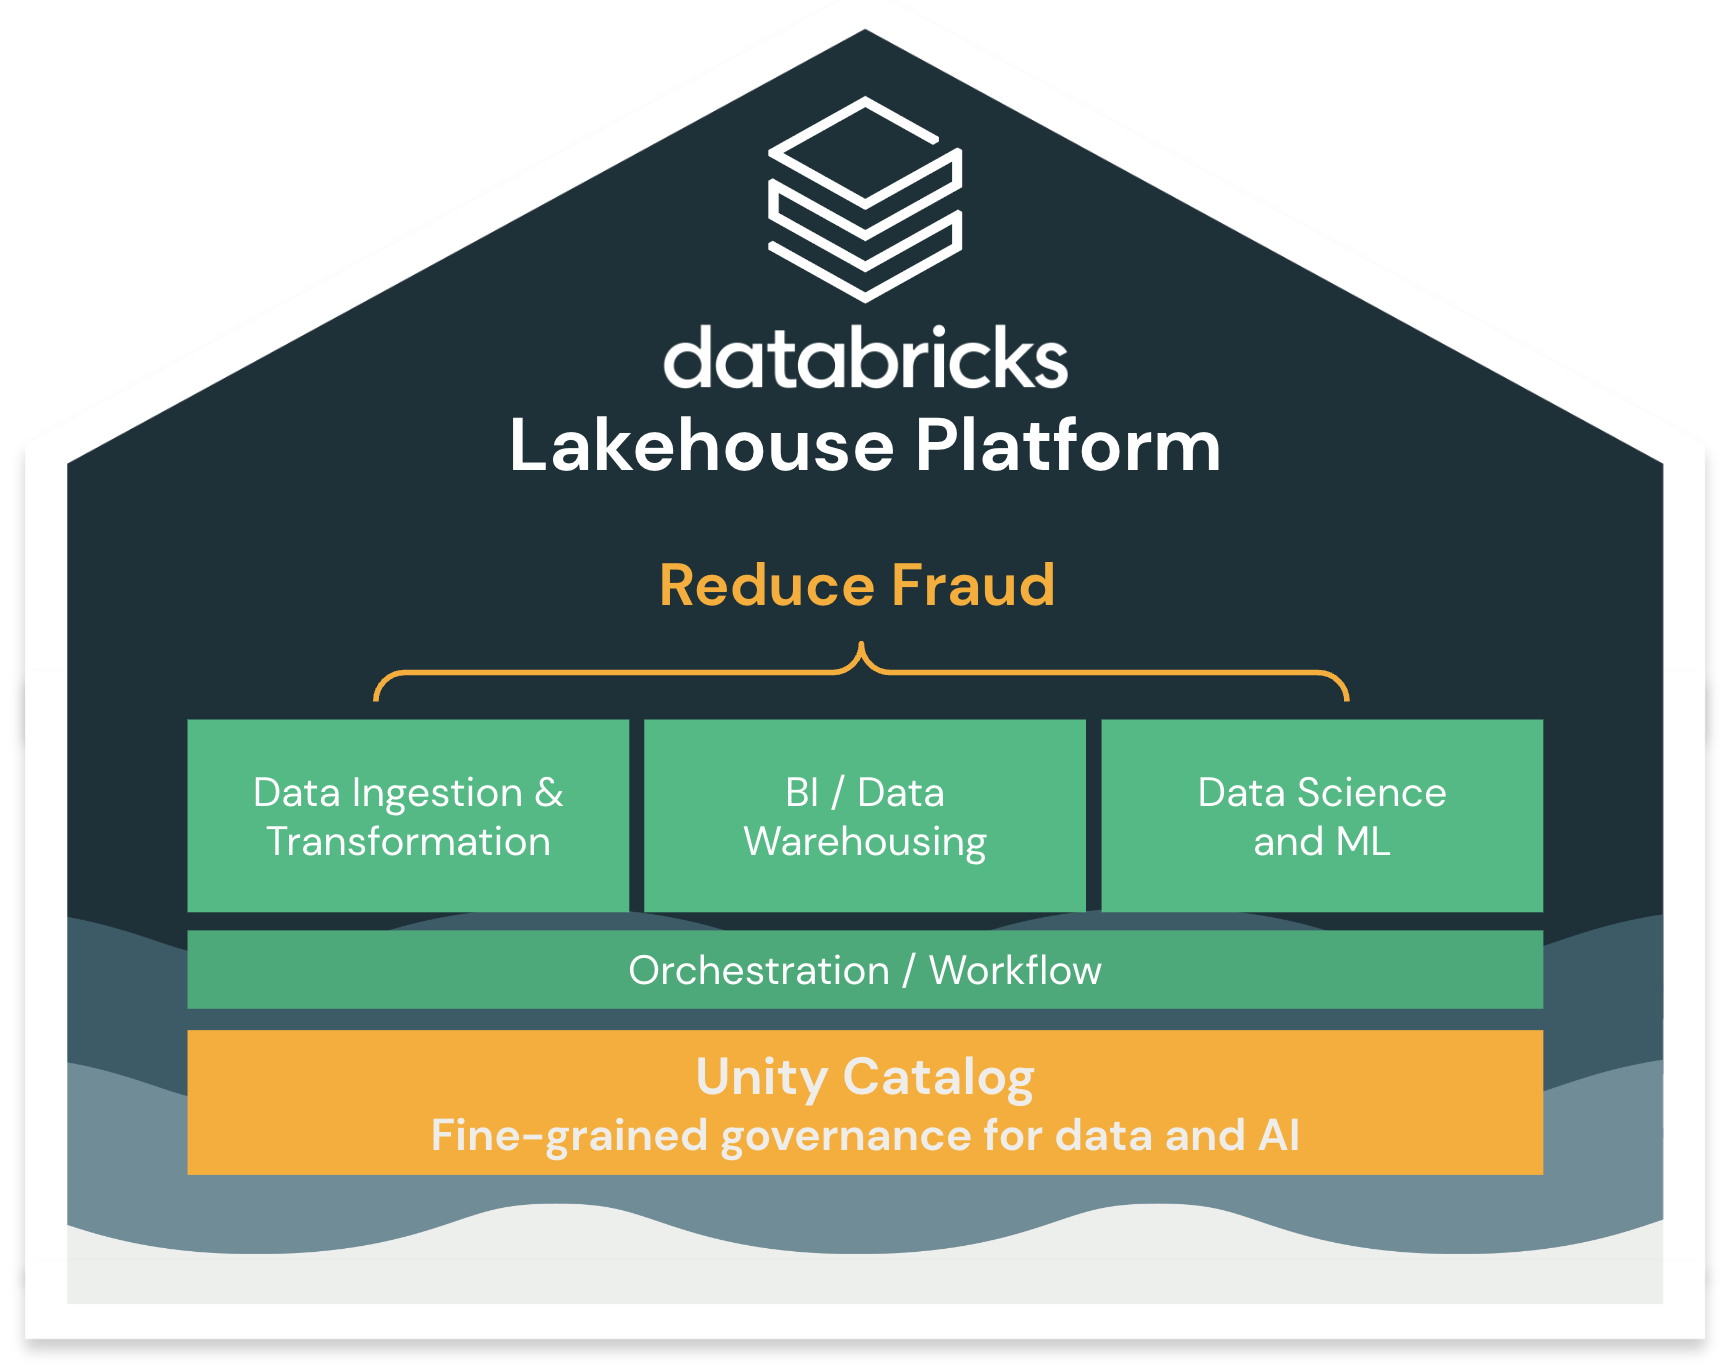 databricks
Lakehouse Platform
Reduce Fraud
Data Ingestion &
Transformation
BI / Data
Warehousing
Data Science
and ML
Orchestration / Workflow
Unity Catalog
Fine-grained governance for data and AI